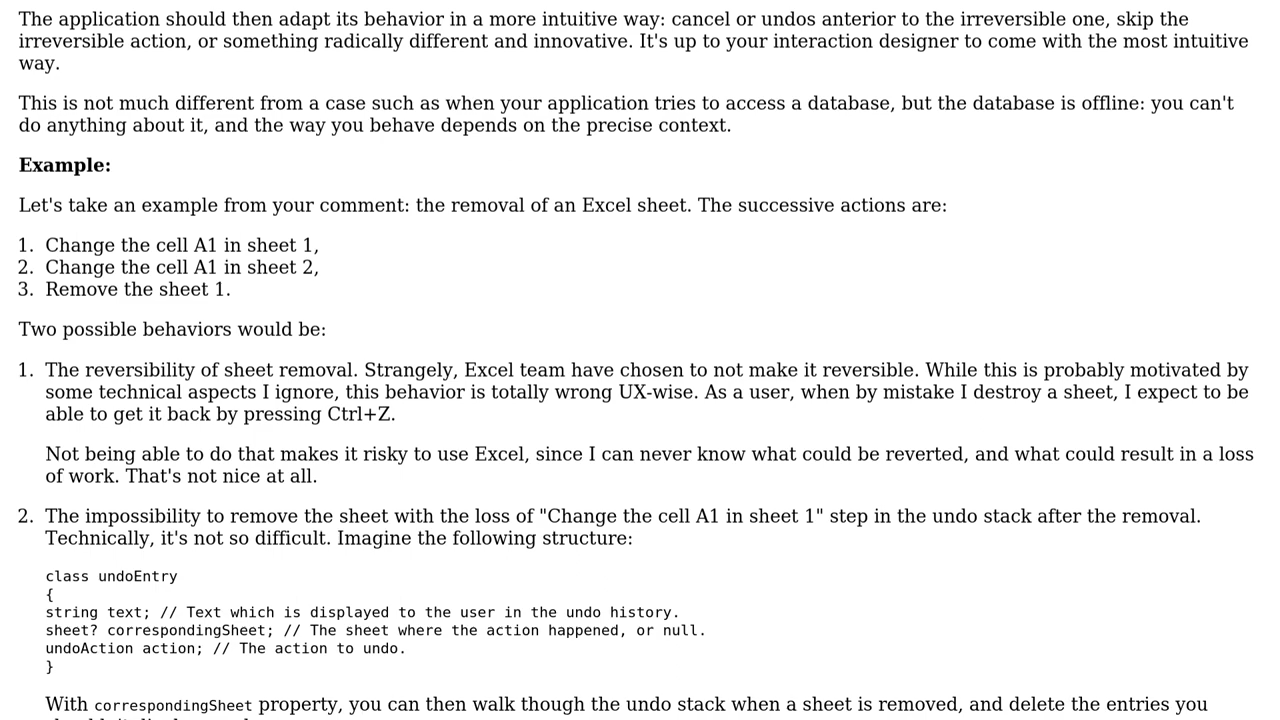 The application should then adapt its behavior in a more intuitive way: cancel or undos anterior to the irreversible one, skip the
irreversible action, or something radically different and innovative. It's up to your interaction designer to come with the most intuitive
way.
This is not much different from a case such as when your application tries to access a database, but the database is offline: you can't
do anything about it, and the way you behave depends on the precise context.
Example:
Let's take an example from your comment: the removal of an Excel sheet. The successive actions are:
1. Change the cell A1 in sheet 1,
2. Change the cell A1 in sheet 2,
3. Remove the sheet 1.
Two possible behaviors would be:
1. The reversibility of sheet removal. Strangely, Excel team have chosen to not make it reversible. While this is probably motivated by
some technical aspects I ignore, this behavior is totally wrong UX-wise. As a user, when by mistake I destroy a sheet, I expect to be
able to get it back by pressing Ctrl+Z.
Not being able to do that makes it risky to use Excel, since I can never know what could be reverted, and what could result in a loss
of work. That's not nice at all.
2. The impossibility to remove the sheet with the loss of "Change the cell A1 in sheet 1" step in the undo stack after the removal.
Technically, it's not so difficult. Imagine the following structure:
class undoEntry
{
string text; // Text which is displayed to the user in the undo history.
sheet? correspondingSheet; // The sheet where the action happened, or null.
undoAction action; // The action to undo.
}
With correspondingSheet property, you can then walk though the undo stack when a sheet is removed, and delete the entries you